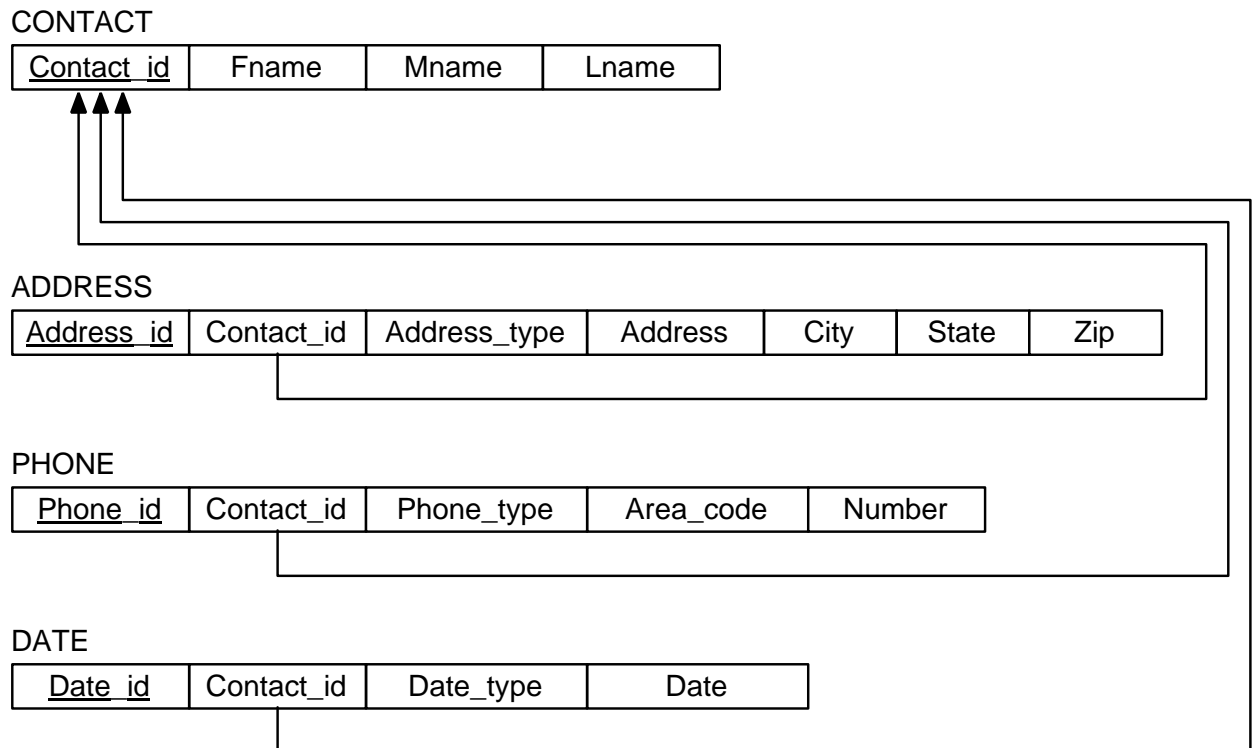 CONTACT
Contact_id Fname Mname Lname
ADDRESS
Address_id Contact_id Address_type Address City State Zip
PHONE
Phone_id Contact_id Phone_type Area_code Number
DATE
Date_id Contact_id Date_type Date